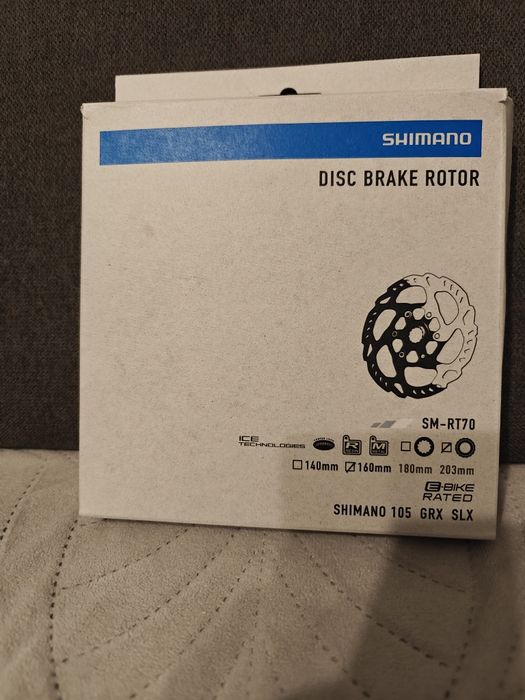 SHIMANO
DISC BRAKE ROTOR
SM-RT70
ICE
TECHNOLOGIES
R
M
140mm 160mm 180mm 203mm
E-BIKE
RATED
SHIMANO 105 GRX SLX